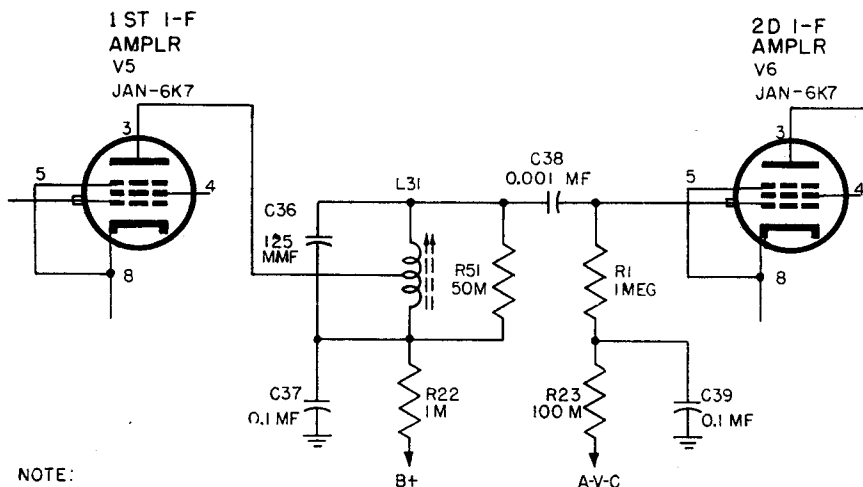 1 ST I-F
AMPLR
V5
JAN-6K7
3
5
4
8
2D I-F
AMPLR
V6
JAN-6K7
3
5
4
8
L31
C36
125
MMF
C38
0.001 MF
R51
50M
R1
1MEG
C37
0.1 MF
R22
1M
R23
100 M
C39
0.1 MF
NOTE:
B+
A-V-C